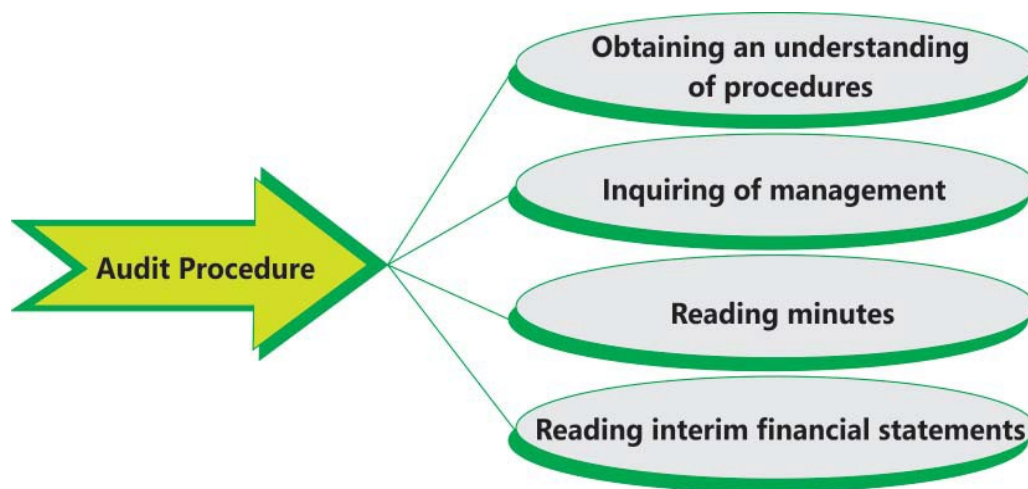 Audit Procedure
Obtaining an understanding
of procedures
Inquiring of management
Reading minutes
Reading interim financial statements